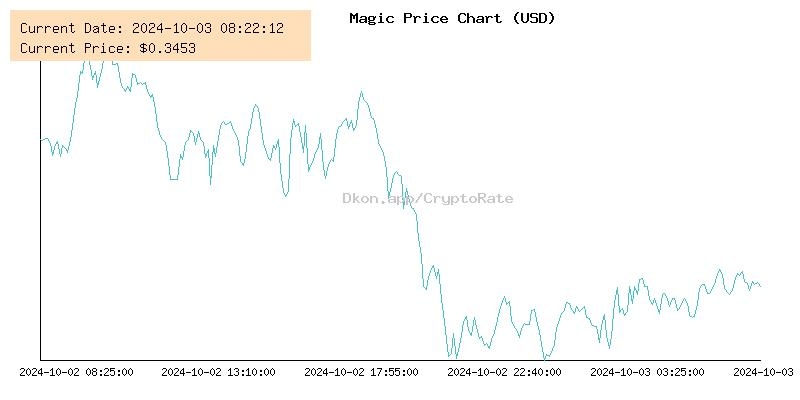 Magic Price Chart (USD)
Current Date: 2024-10-03 08:22:12
Current Price: $0.3453
Dkon.app/CryptoRate
2024-10-02 08:25:00
2024-10-02 13:10:00
2024-10-02 17:55:00
2024-10-02 22:40:00
2024-10-03 03:25:00
2024-10-03